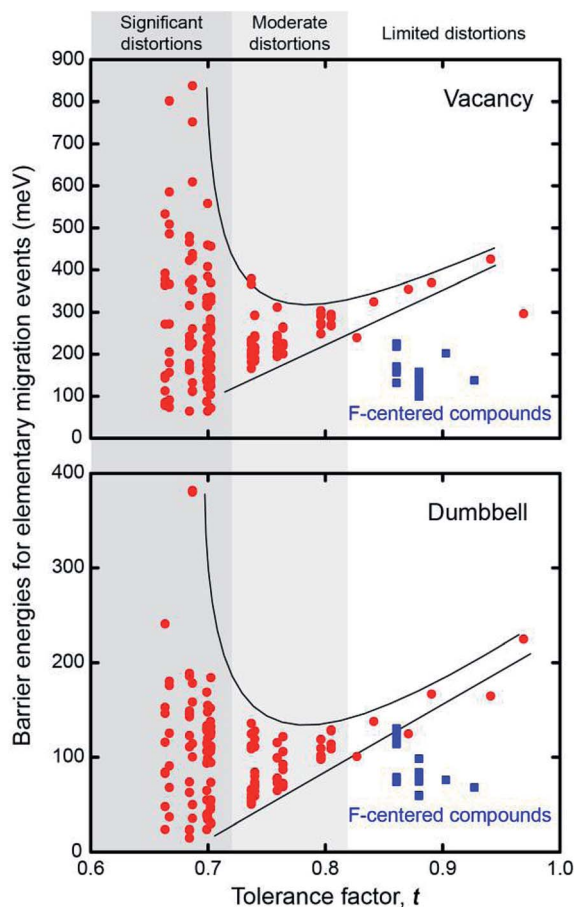 Significant distortions
Moderate distortions
Limited distortions
Barrier energies for elementary migration events (meV)
900
800
700
600
500
400
300
200
100
0
Vacancy
F-centered compounds
400
300
200
100
0
Dumbbell
F-centered compounds
0.6
0.7
0.8
0.9
1.0
Tolerance factor, t